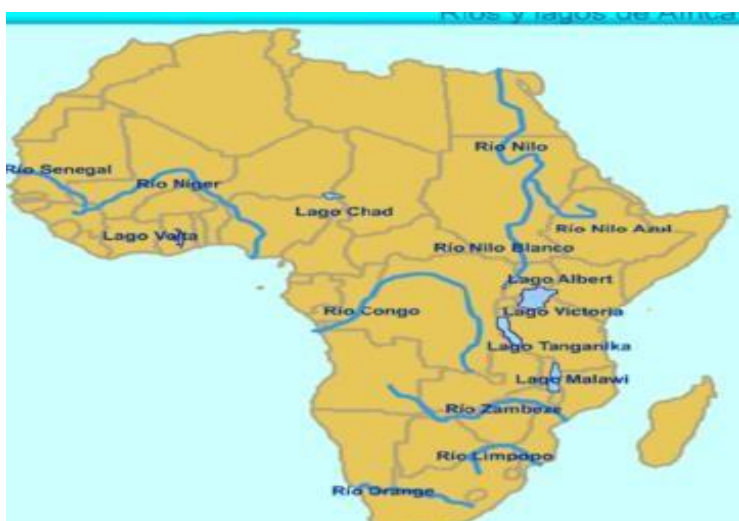 Ríos y lagos de África
Río Nilo
Río Senegal
Río Níger
Lago Chad
Río Nilo Azul
Lago Volta
Río Nilo Blanco
Lago Albert
Río Congo
Lago Victoria
Lago Tanganika
Lago Malawi
Río Zambeze
Río Limpopo
Río Orange